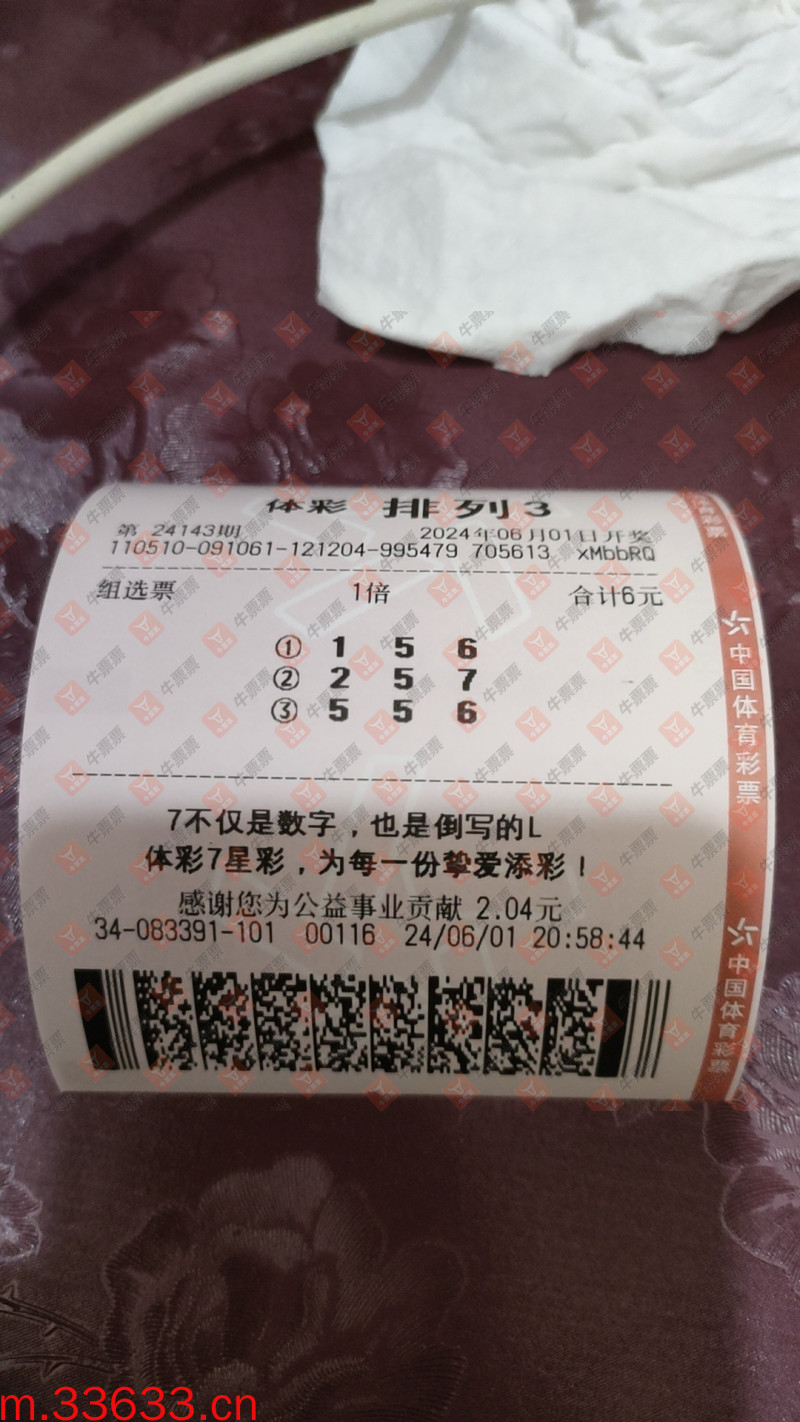 体彩 排列3
第 24143期 2024年06月01日开奖
110510-091061-121204-995479 705613 xMbbRQ
组选票 1倍 合计6元
① 1 5 6
② 2 5 7
③ 5 5 6
7不仅是数字，也是倒写的L
体彩7星彩，为每一份挚爱添彩！
感谢您为公益事业贡献 2.04元
34-083391-101 00116 24/06/01 20:58:44
中国体育彩票
中国体育彩票
牛票票
m.33633.cn